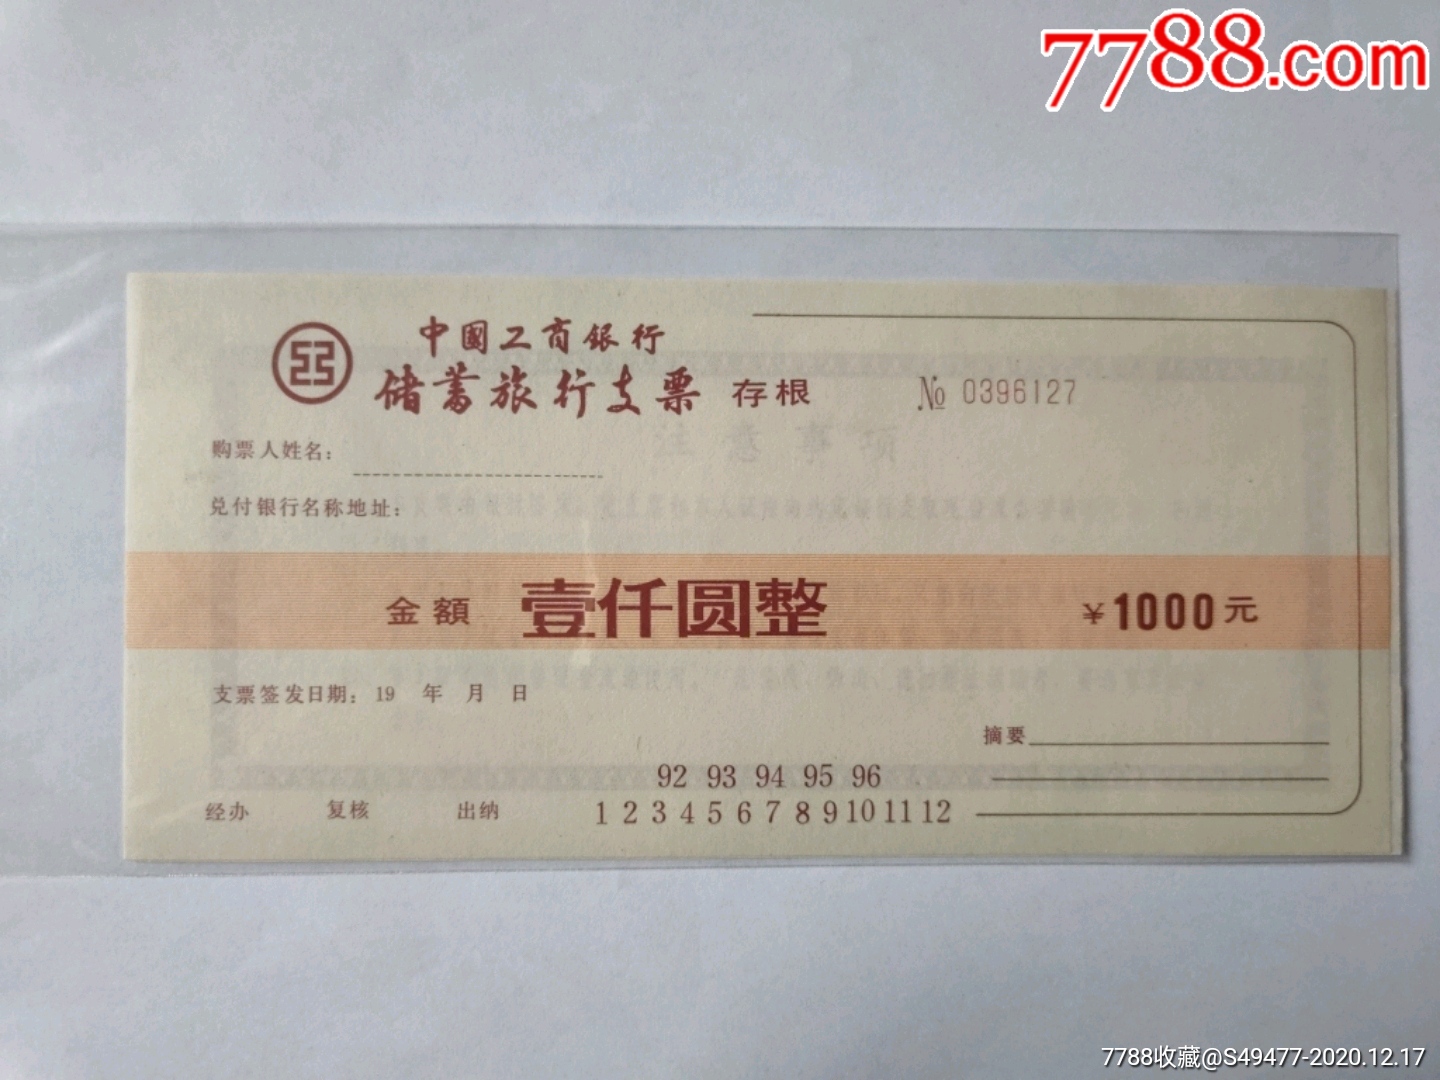 7788.com
中國工商銀行
储蓄旅行支票 存根 № 0396127
购票人姓名：
兑付银行名称地址：
金額 壹仟圆整 ¥1000元
支票签发日期：19 年 月 日
摘要
92 93 94 95 96
经办 复核 出纳 1 2 3 4 5 6 7 8 9 10 11 12
7788收藏@S49477-2020.12.17